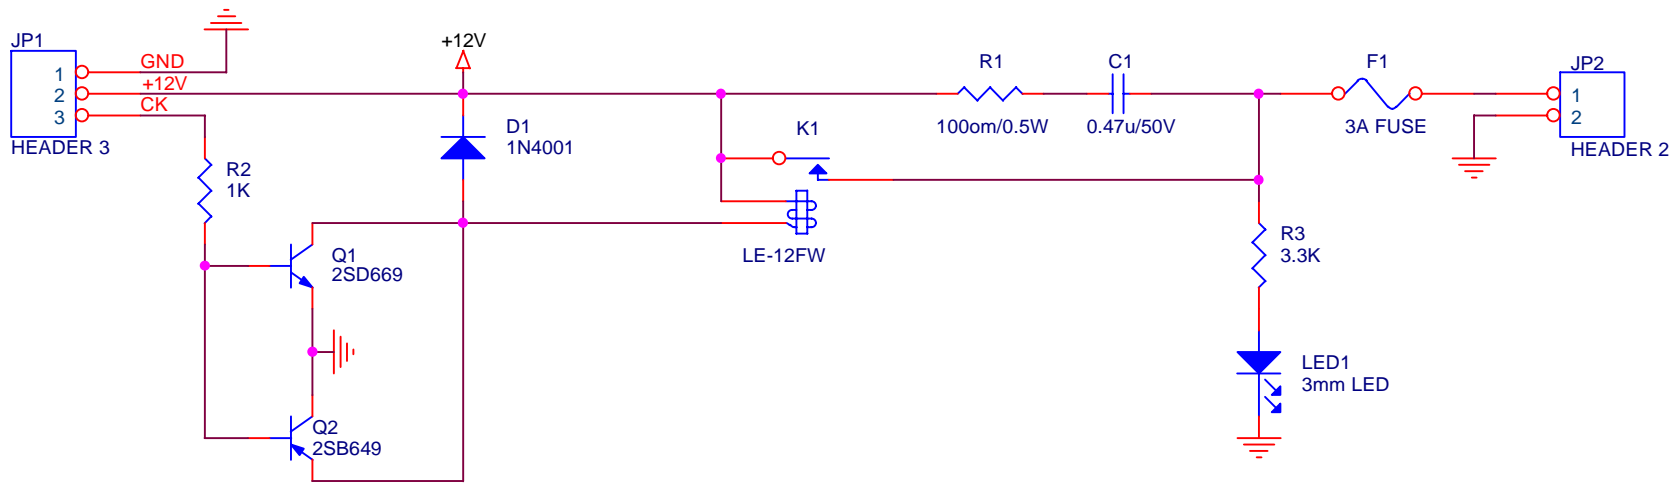 JP1
1
2
3
HEADER 3
GND
+12V
CK
R2
1K
+12V
D1
1N4001
Q1
2SD669
Q2
2SB649
K1
LE-12FW
R1
100om/0.5W
C1
0.47u/50V
F1
3A FUSE
JP2
1
2
HEADER 2
R3
3.3K
LED1
3mm LED